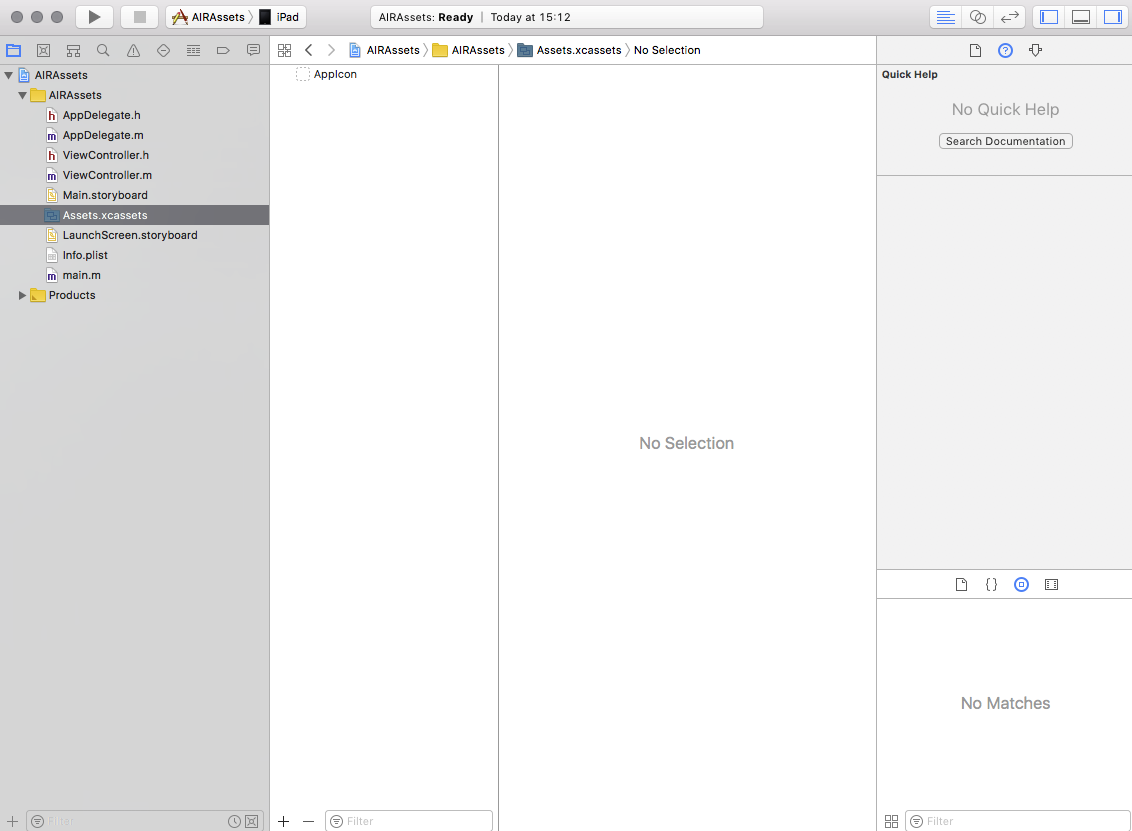 AIRAssets
iPad
AIRAssets: Ready | Today at 15:12
AIRAssets
AIRAssets
Assets.xcassets
No Selection
AIRAssets
AIRAssets
AppDelegate.h
AppDelegate.m
ViewController.h
ViewController.m
Main.storyboard
Assets.xcassets
LaunchScreen.storyboard
Info.plist
main.m
Products
Filter
AppIcon
Filter
No Selection
Quick Help
No Quick Help
Search Documentation
No Matches
Filter